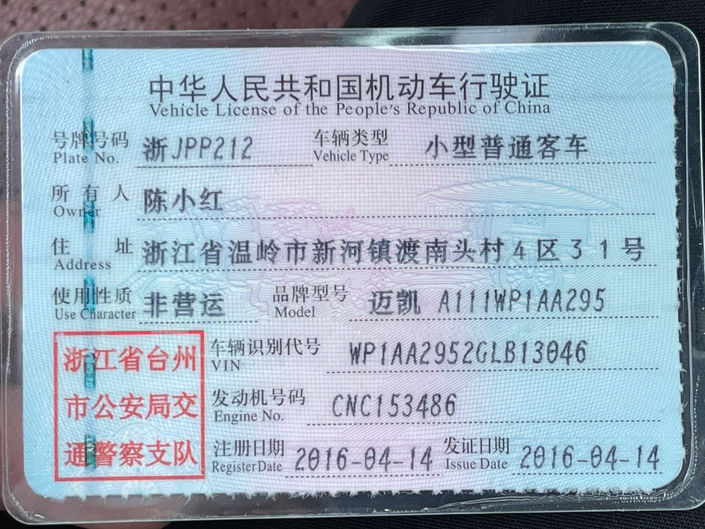 中华人民共和国机动车行驶证
Vehicle License of the People's Republic of China
号牌号码 浙JPP212 车辆类型 小型普通客车
Plate No. Vehicle Type
所有人 陈小红
Owner
住址 浙江省温岭市新河镇渡南头村4区31号
Address
使用性质 非营运 品牌型号 迈凯 A111WP1AA295
Use Character Model
浙江省台州
市公安局交
通警察支队
车辆识别代号 WP1AA2952GLB13046
VIN
发动机号码 CNC153486
Engine No.
注册日期 2016-04-14 发证日期 2016-04-14
Register Date Issue Date